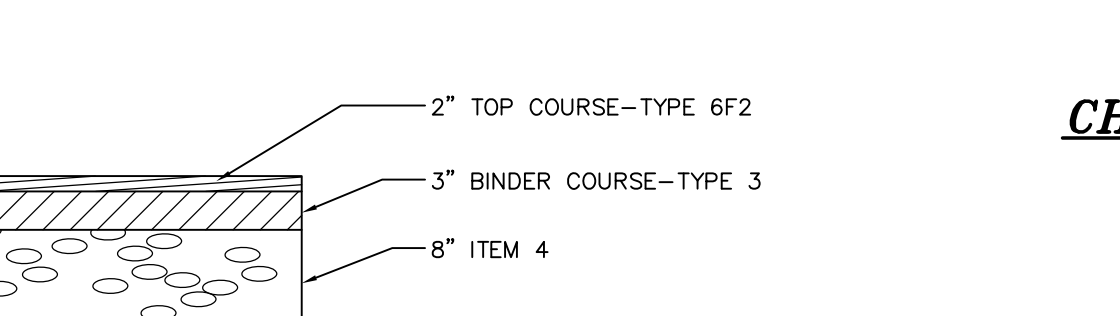 2” TOP COURSE–TYPE 6F2
3” BINDER COURSE–TYPE 3
8” ITEM 4